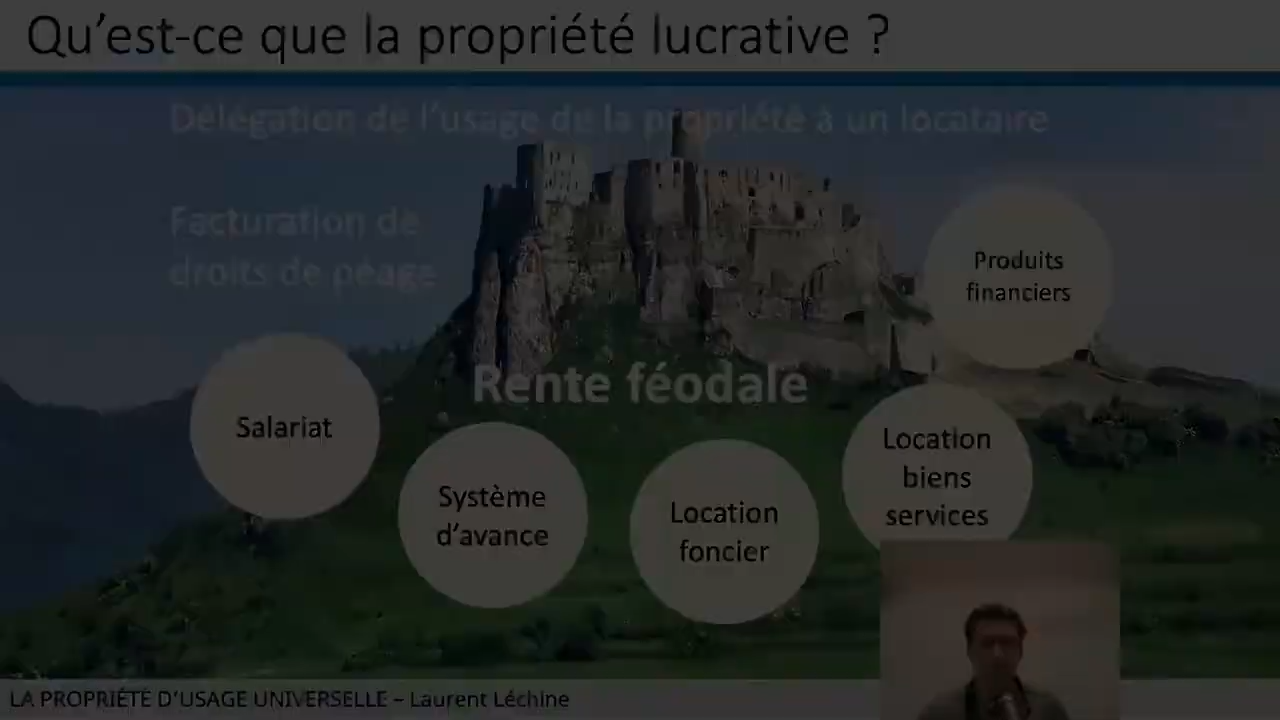 Qu’est-ce que la propriété lucrative ?
Délégation de l’usage de la propriété à un locataire
Facturation de
droits de péage
Produits
financiers
Rente féodale
Salariat
Système
d’avance
Location
foncier
Location
biens
services
LA PROPRIÉTÉ D’USAGE UNIVERSELLE – Laurent Léchine